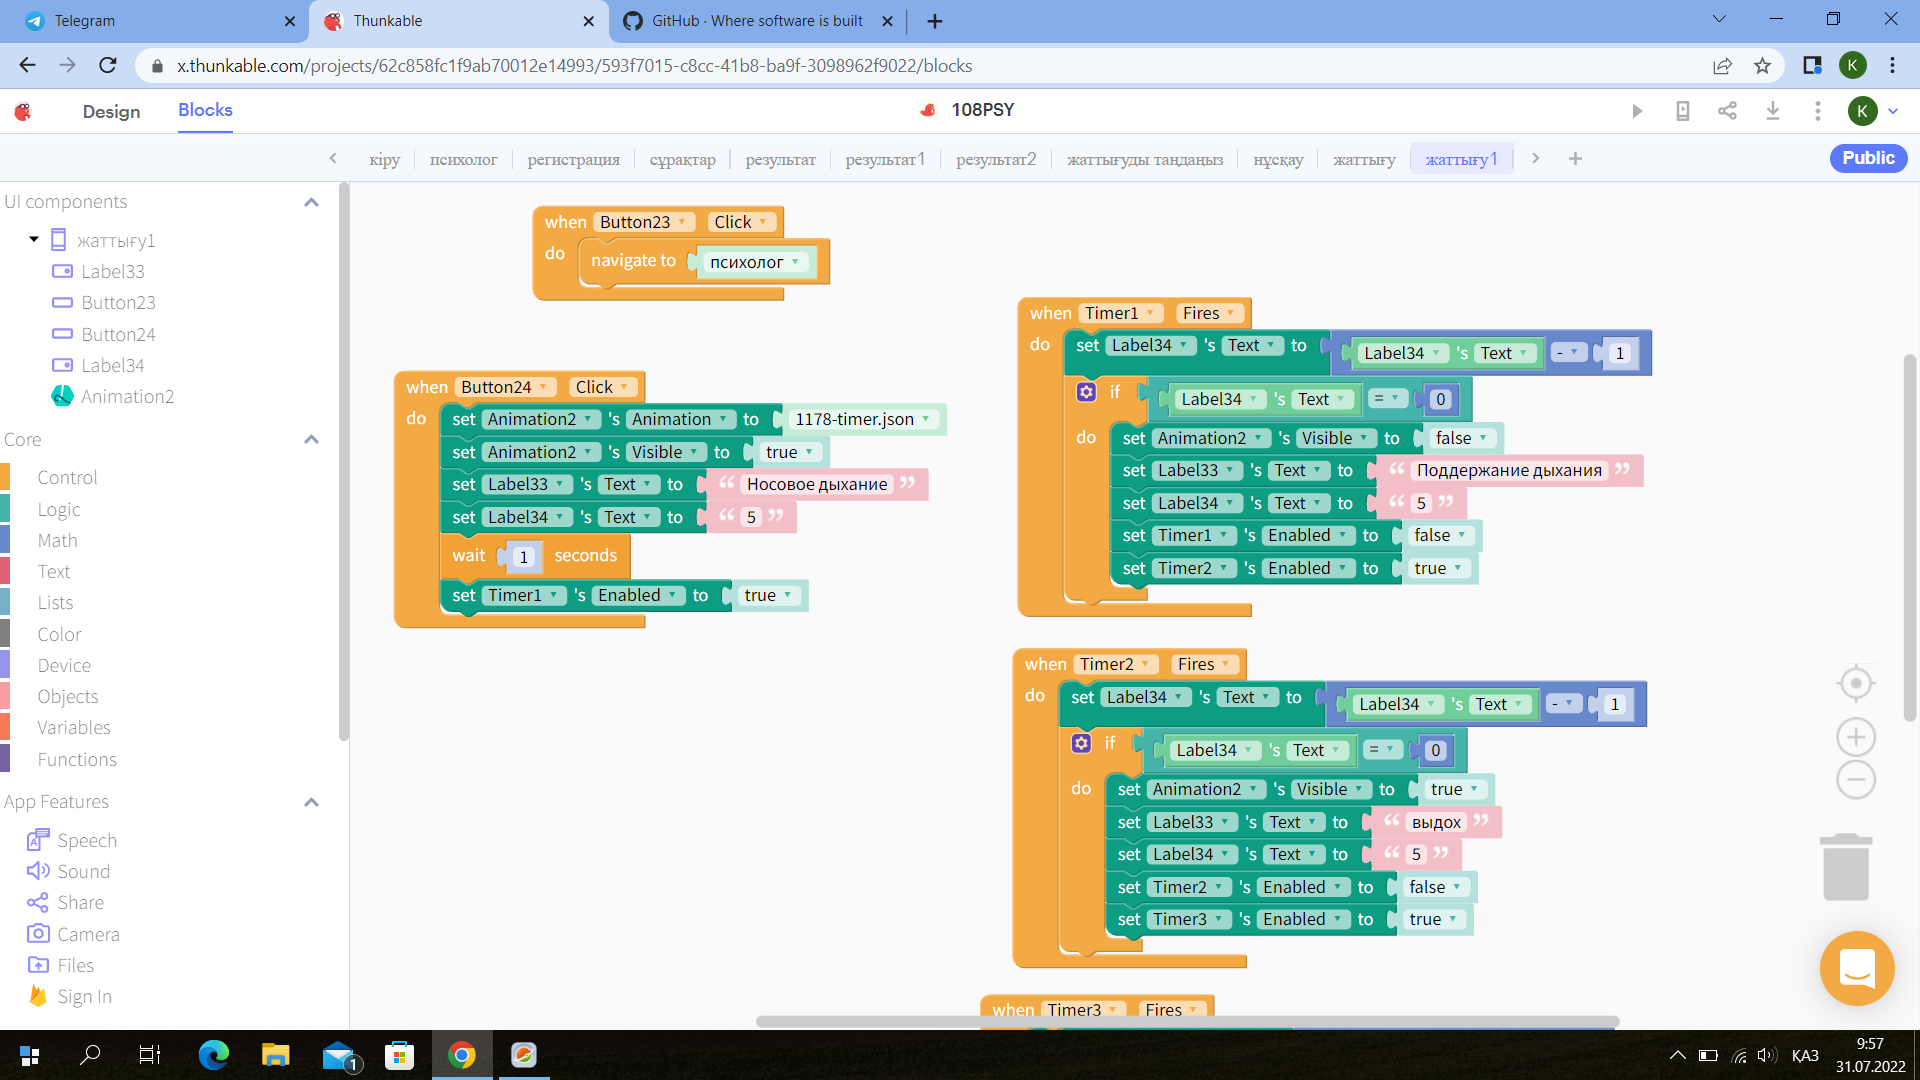 Telegram
Thunkable
GitHub · Where software is built
x.thunkable.com/projects/62c858fc1f9ab70012e14993/593f7015-c8cc-41b8-ba9f-3098962f9022/blocks
K
Design
Blocks
108PSY
K
кіру
психолог
регистрация
сұрақтар
результат
результат1
результат2
жаттығуды таңдаңыз
нұсқау
жаттығу
жаттығу1
Public
UI components
жаттығу1
Label33
Button23
Button24
Label34
Animation2
Core
Control
Logic
Math
Text
Lists
Color
Device
Objects
Variables
Functions
App Features
Speech
Sound
Share
Camera
Files
Sign In
when Button23 Click
do navigate to психолог
when Button24 Click
do set Animation2 's Animation to 1178-timer.json
set Animation2 's Visible to true
set Label33 's Text to “ Носовое дыхание ”
set Label34 's Text to “ 5 ”
wait 1 seconds
set Timer1 's Enabled to true
when Timer1 Fires
do set Label34 's Text to Label34 's Text - 1
if Label34 's Text = 0
do set Animation2 's Visible to false
set Label33 's Text to “ Поддержание дыхания ”
set Label34 's Text to “ 5 ”
set Timer1 's Enabled to false
set Timer2 's Enabled to true
when Timer2 Fires
do set Label34 's Text to Label34 's Text - 1
if Label34 's Text = 0
do set Animation2 's Visible to true
set Label33 's Text to “ выдох ”
set Label34 's Text to “ 5 ”
set Timer2 's Enabled to false
set Timer3 's Enabled to true
when Timer3 Fires
1
ҚАЗ
9:57
31.07.2022